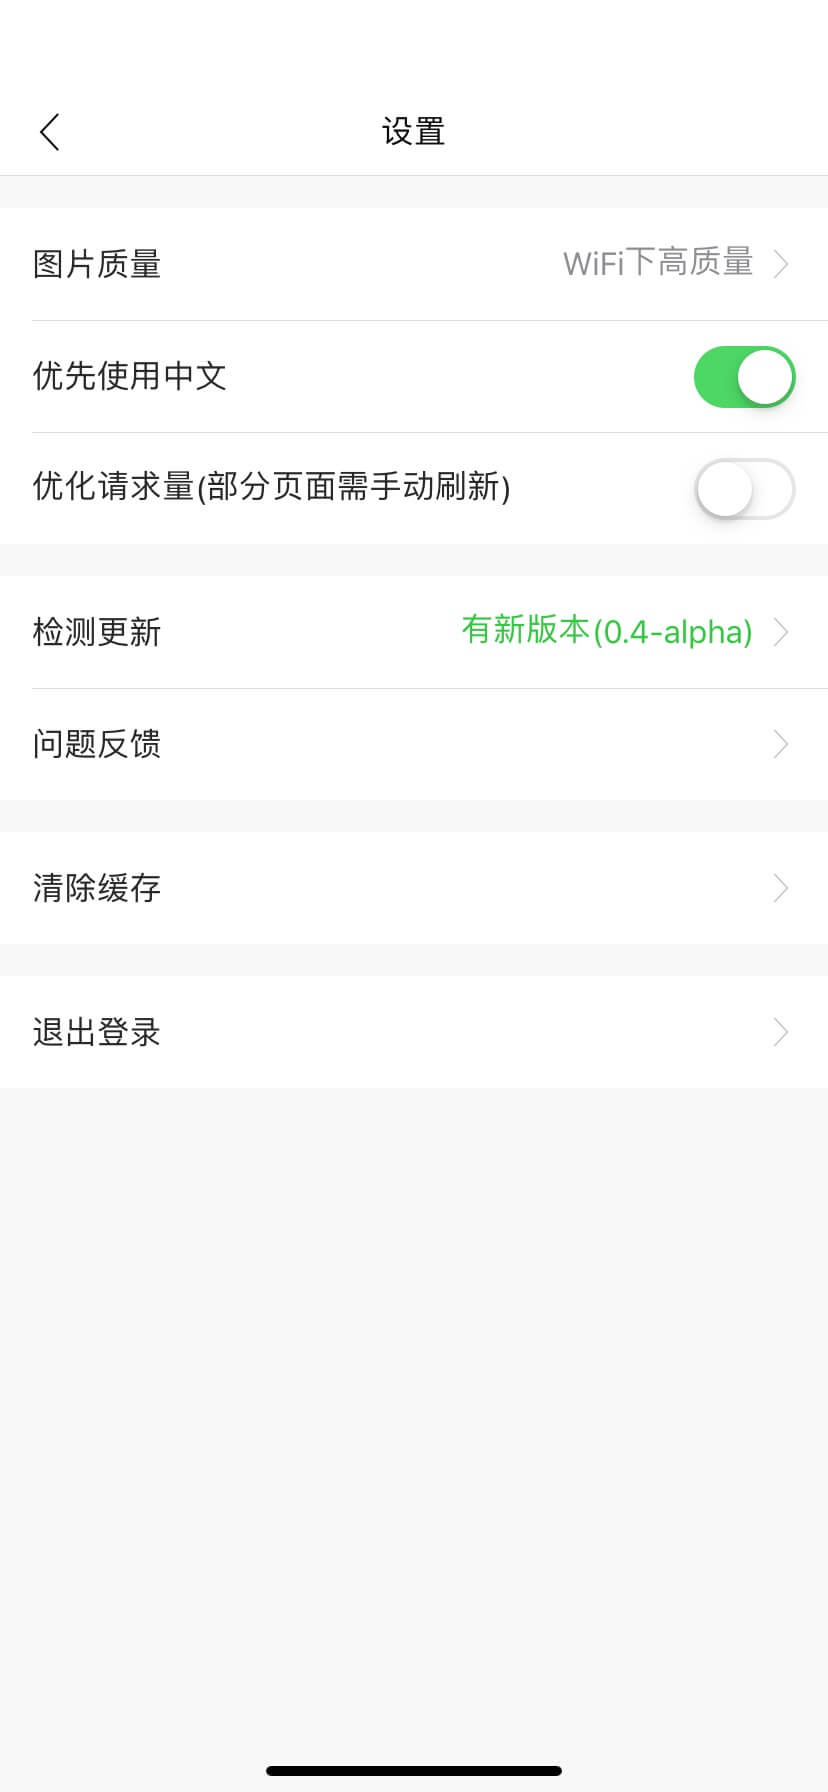 设置
图片质量 WiFi下高质量
优先使用中文
优化请求量(部分页面需手动刷新)
检测更新 有新版本(0.4-alpha)
问题反馈
清除缓存
退出登录